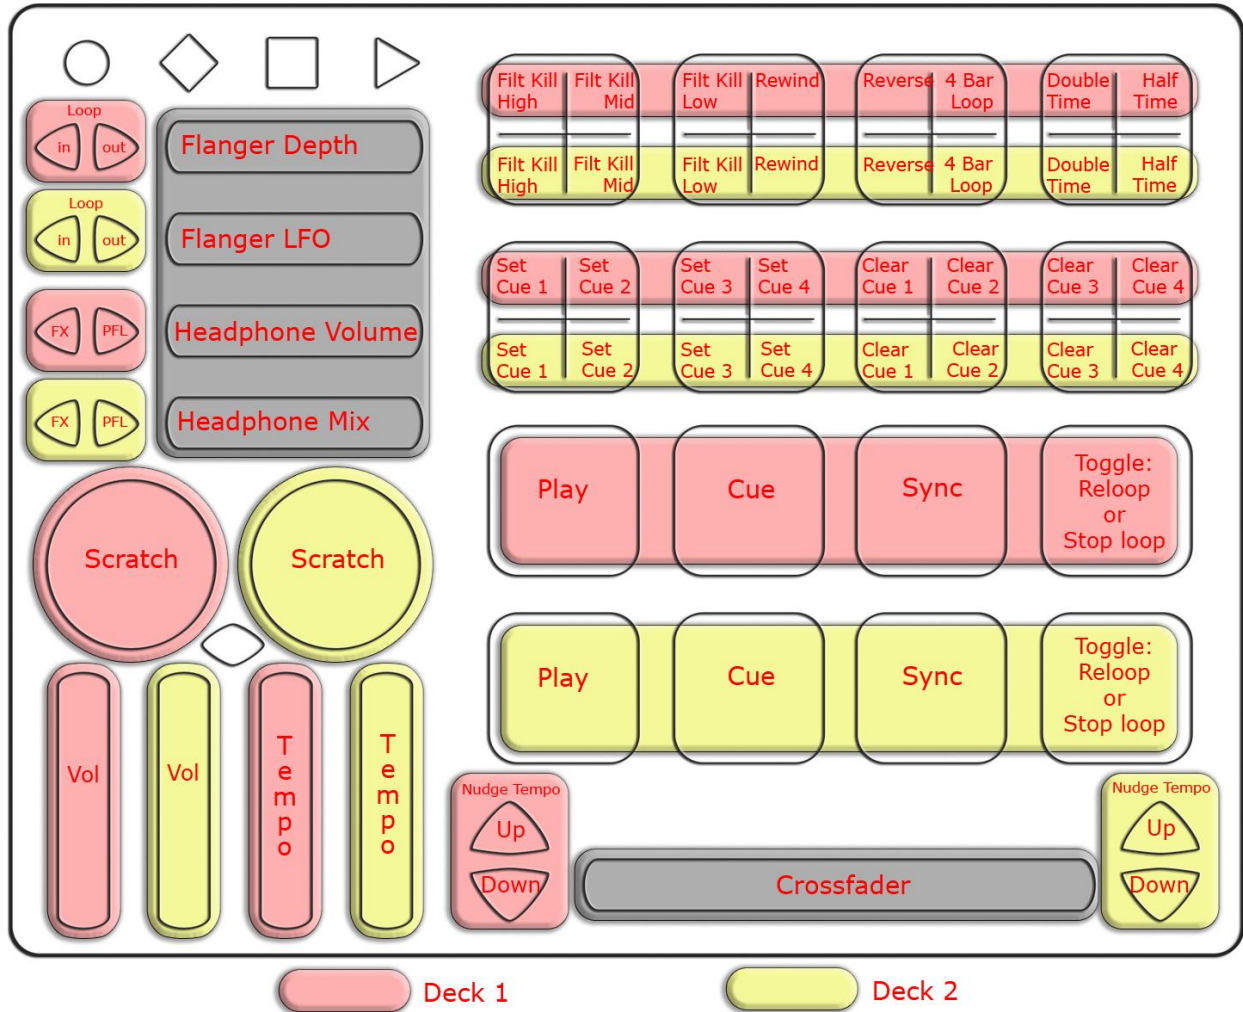 Filt Kill High
Filt Kill Mid
Filt Kill Low
Rewind
Reverse
4 Bar Loop
Double Time
Half Time
Loop
in
out
Flanger Depth
Filt Kill High
Filt Kill Mid
Filt Kill Low
Rewind
Reverse
4 Bar Loop
Double Time
Half Time
Loop
in
out
Flanger LFO
Set Cue 1
Set Cue 2
Set Cue 3
Set Cue 4
Clear Cue 1
Clear Cue 2
Clear Cue 3
Clear Cue 4
FX
PFL
Headphone Volume
Set Cue 1
Set Cue 2
Set Cue 3
Set Cue 4
Clear Cue 1
Clear Cue 2
Clear Cue 3
Clear Cue 4
FX
PFL
Headphone Mix
Play
Cue
Sync
Toggle:
Reloop
or
Stop loop
Scratch
Scratch
Play
Cue
Sync
Toggle:
Reloop
or
Stop loop
Vol
Vol
Tempo
Tempo
Nudge Tempo
Up
Down
Crossfader
Nudge Tempo
Up
Down
Deck 1
Deck 2